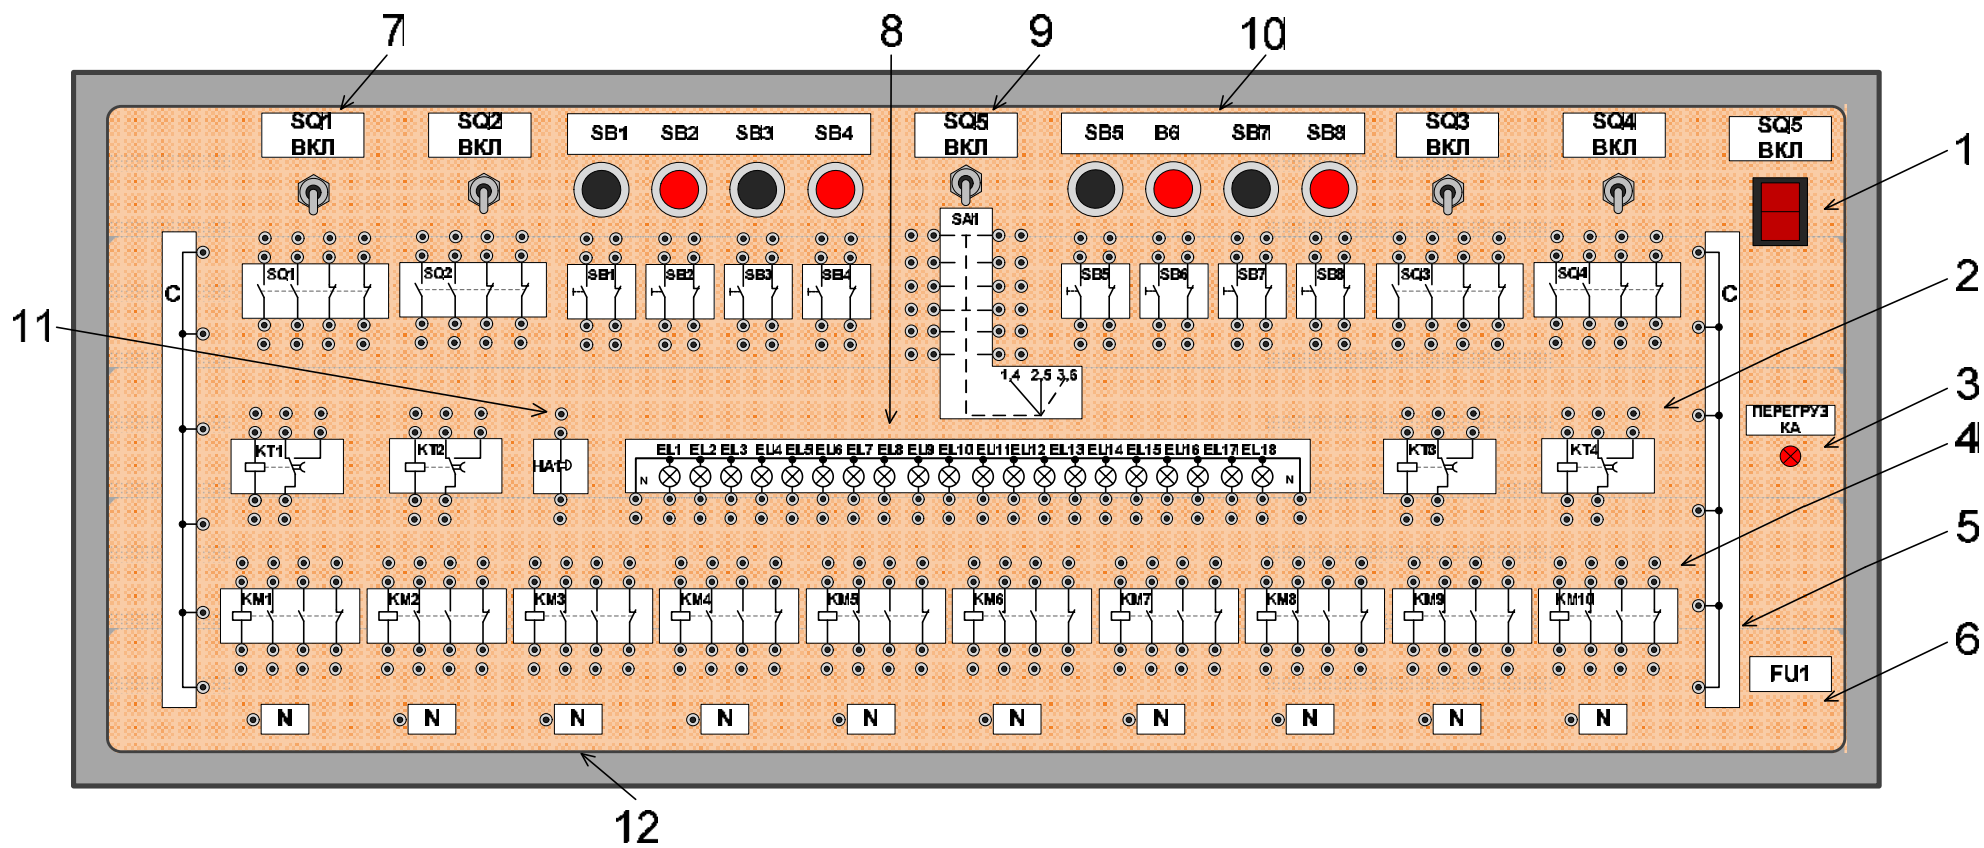 7 8 9 10
SQ1 SQ2 SB1 SB2 SB3 SB4 SQ5 SB5 B6 SB7 SB8 SQ3 SQ4 SQ5
ВКЛ ВКЛ ВКЛ ВКЛ ВКЛ ВКЛ
1
SA1
SQ1 SQ2 SB1 SB2 SB3 SB4 SB5 SB6 SB7 SB8 SQ3 SQ4
2
C C
11
1,4 2,5 3,6
3
ПЕРЕГРУЗ
КА
4
KT1 KT2 HA1 EL1 EL2 EL3 EL4 EL5 EL6 EL7 EL8 EL9 EL10 EL11 EL12 EL13 EL14 EL15 EL16 EL17 EL18 KT3 KT4
N N
5
KM1 KM2 KM3 KM4 KM5 KM6 KM7 KM8 KM9 KM10
6
FU1
N N N N N N N N N N
12